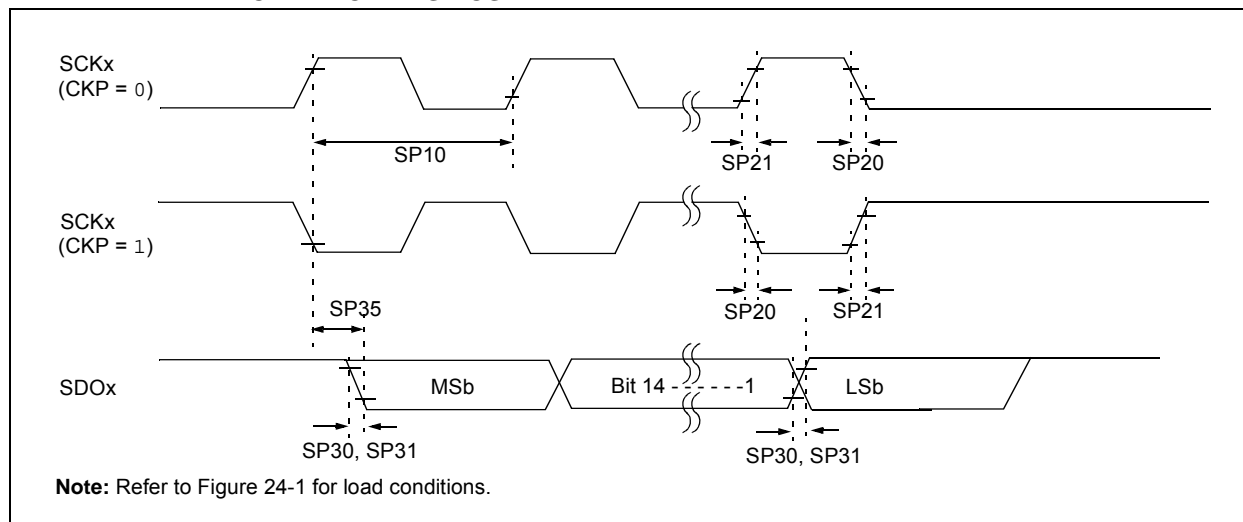 SCKx
(CKP = 0)
SP10
SP21
SP20
SCKx
(CKP = 1)
SP35
SP20
SP21
SDOx
MSb
Bit 14 - - - - - -1
LSb
SP30, SP31
SP30, SP31
Note: Refer to Figure 24-1 for load conditions.